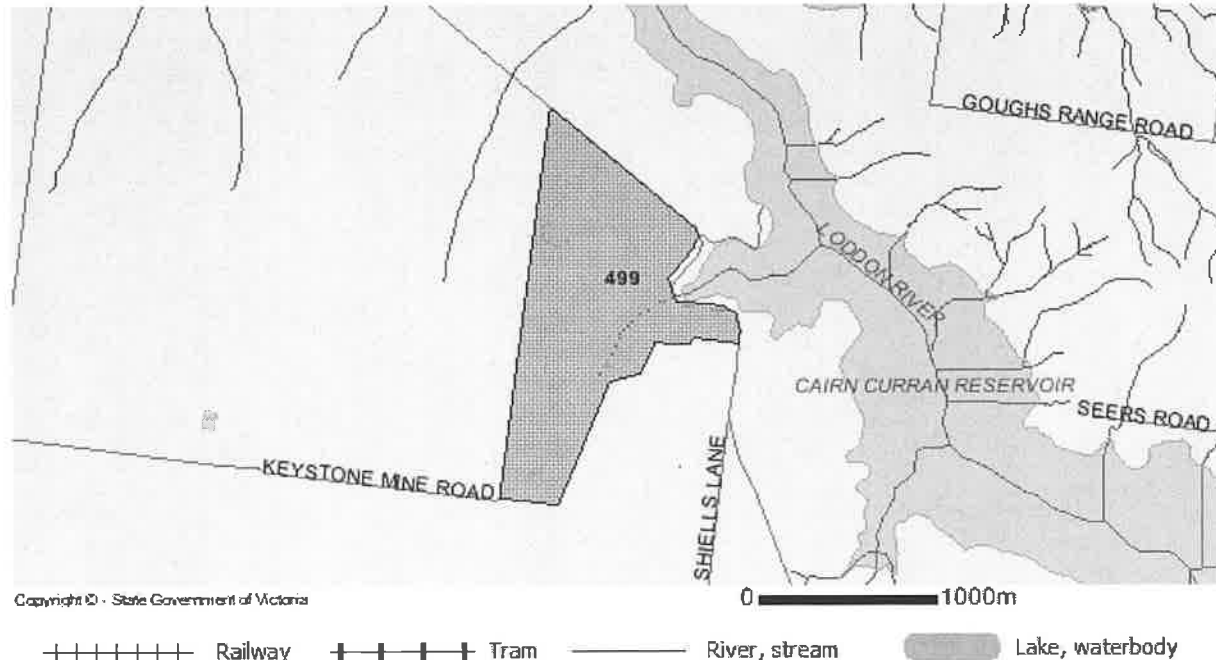 GOUGHS RANGE ROAD
499
LODDON RIVER
CAIRN CURRAN RESERVOIR
SEERS ROAD
KEYSTONE MINE ROAD
SHIELLS LANE
Copyright © - State Government of Victoria
0 1000m
Railway Tram River, stream Lake, waterbody